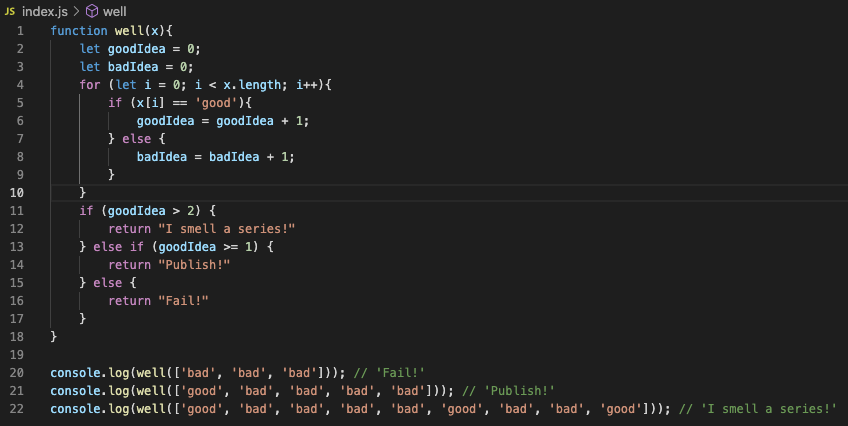 JS index.js > well
1 function well(x){
2     let goodIdea = 0;
3     let badIdea = 0;
4     for (let i = 0; i < x.length; i++){
5         if (x[i] == 'good'){
6             goodIdea = goodIdea + 1;
7         } else {
8             badIdea = badIdea + 1;
9         }
10     }
11     if (goodIdea > 2) {
12         return "I smell a series!"
13     } else if (goodIdea >= 1) {
14         return "Publish!"
15     } else {
16         return "Fail!"
17     }
18 }
19
20 console.log(well(['bad', 'bad', 'bad'])); // 'Fail!'
21 console.log(well(['good', 'bad', 'bad', 'bad', 'bad'])); // 'Publish!'
22 console.log(well(['good', 'bad', 'bad', 'bad', 'bad', 'good', 'bad', 'bad', 'good'])); // 'I smell a series!'